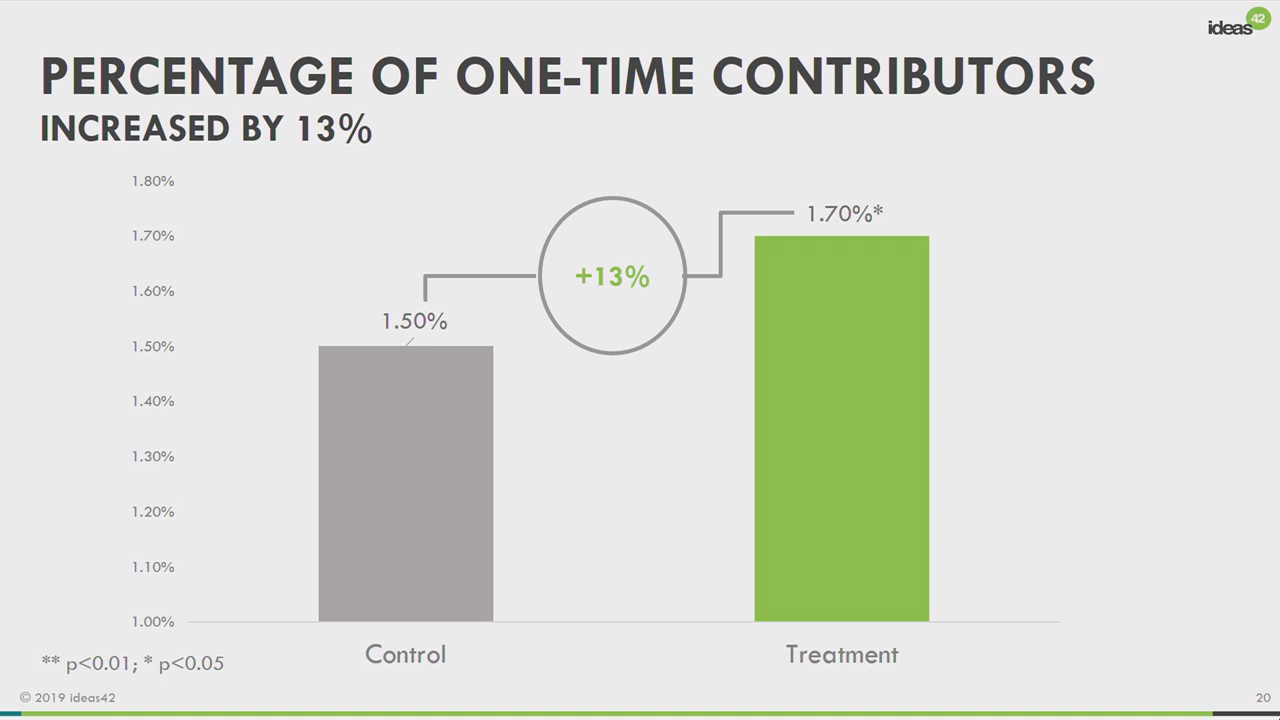 ideas42
PERCENTAGE OF ONE-TIME CONTRIBUTORS
INCREASED BY 13%
1.80%
1.70%
1.60%
1.50%
1.40%
1.30%
1.20%
1.10%
1.00%
1.50%
+13%
1.70%*
Control
Treatment
** p<0.01; * p<0.05
© 2019 ideas42
20